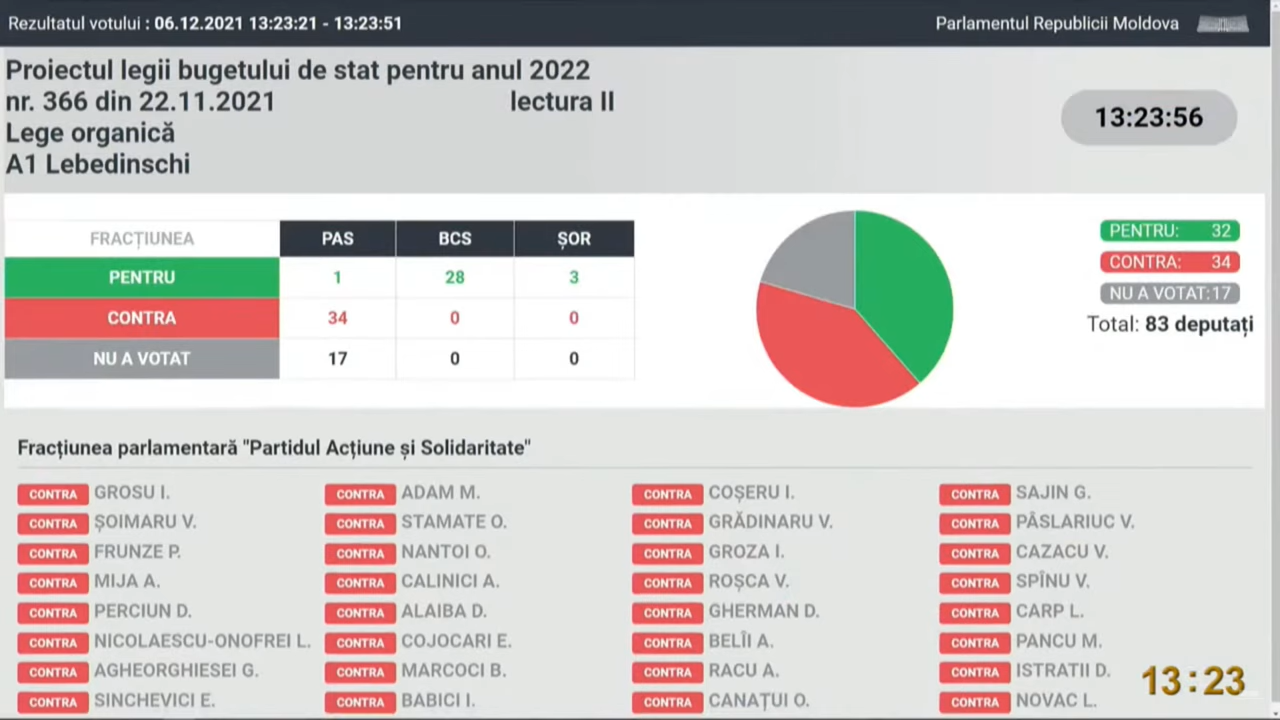 Rezultatul votului : 06.12.2021 13:23:21 - 13:23:51
Parlamentul Republicii Moldova
Proiectul legii bugetului de stat pentru anul 2022
nr. 366 din 22.11.2021 lectura II
Lege organică
A1 Lebedinschi
13:23:56
FRACȚIUNEA PAS BCS ȘOR
PENTRU 1 28 3
CONTRA 34 0 0
NU A VOTAT 17 0 0
PENTRU: 32
CONTRA: 34
NU A VOTAT:17
Total: 83 deputați
Fracțiunea parlamentară "Partidul Acțiune și Solidaritate"
CONTRA GROSU I. CONTRA ADAM M. CONTRA COȘERU I. CONTRA SAJIN G.
CONTRA ȘOIMARU V. CONTRA STAMATE O. CONTRA GRĂDINARU V. CONTRA PÂSLARIUC V.
CONTRA FRUNZE P. CONTRA NANTOI O. CONTRA GROZA I. CONTRA CAZACU V.
CONTRA MIJA A. CONTRA CALINICI A. CONTRA ROȘCA V. CONTRA SPÎNU V.
CONTRA PERCIUN D. CONTRA ALAIBA D. CONTRA GHERMAN D. CONTRA CARP L.
CONTRA NICOLAESCU-ONOFREI L. CONTRA COJOCARI E. CONTRA BELÎI A. CONTRA PANCU M.
CONTRA AGHEORGHIESEI G. CONTRA MARCOCI B. CONTRA RACU A. CONTRA ISTRATII D.
CONTRA SINCHEVICI E. CONTRA BABICI I. CONTRA CANAȚUI O. CONTRA NOVAC L.
13:23